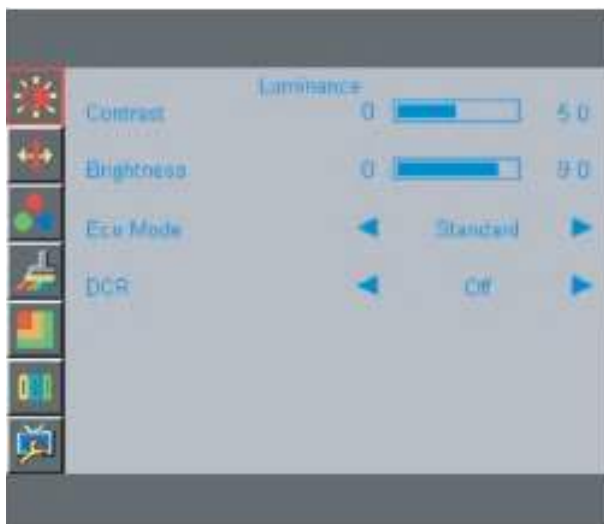 Luminance
Contrast 0 50
Brightness 0 90
Eco Mode Standard
DCR Off